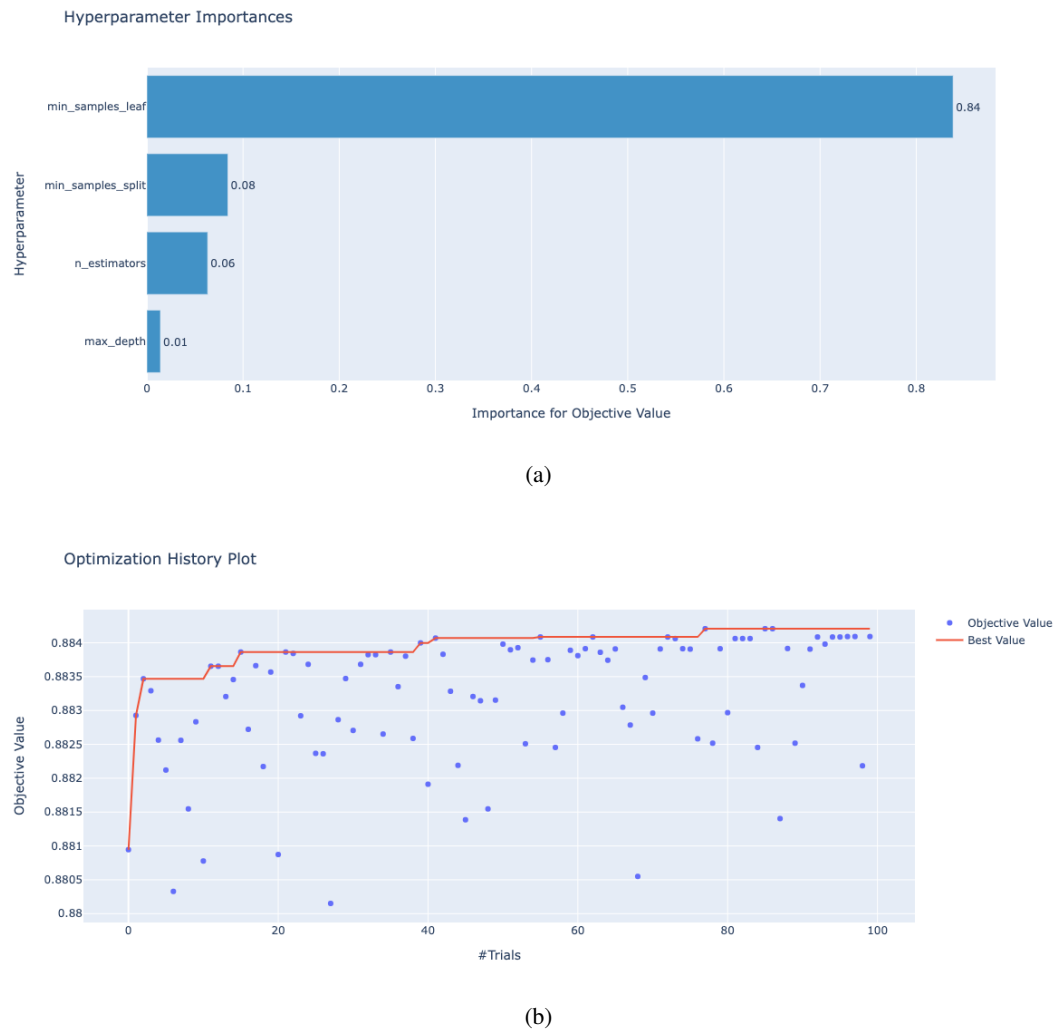 Hyperparameter Importances
Hyperparameter
min_samples_leaf
0.84
min_samples_split
0.08
n_estimators
0.06
max_depth
0.01
0 0.1 0.2 0.3 0.4 0.5 0.6 0.7 0.8
Importance for Objective Value
(a)
Optimization History Plot
Objective Value
0.884
0.8835
0.883
0.8825
0.882
0.8815
0.881
0.8805
0.88
0 20 40 60 80 100
#Trials
Objective Value
Best Value
(b)